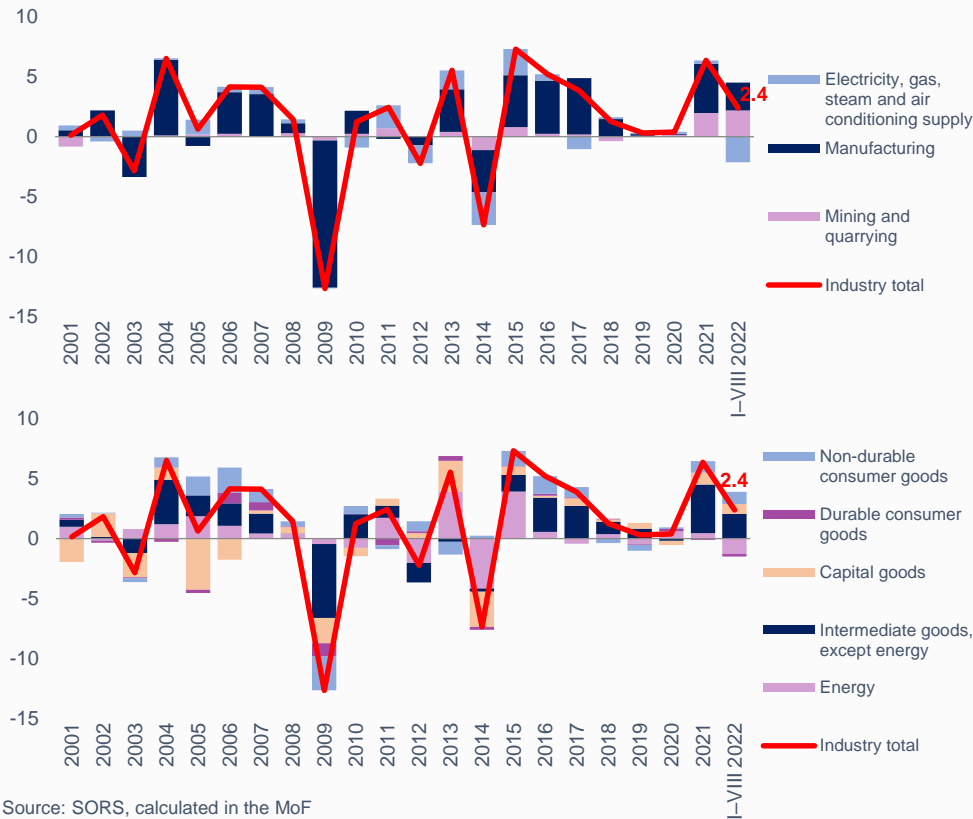 10
5
0
-5
-10
-15
2.4
Electricity, gas,
steam and air
conditioning supply
Manufacturing
Mining and
quarrying
Industry total
2001
2002
2003
2004
2005
2006
2007
2008
2009
2010
2011
2012
2013
2014
2015
2016
2017
2018
2019
2020
2021
I–VIII 2022
10
5
0
-5
-10
-15
2.4
Non-durable
consumer goods
Durable consumer
goods
Capital goods
Intermediate goods,
except energy
Energy
Industry total
2001
2002
2003
2004
2005
2006
2007
2008
2009
2010
2011
2012
2013
2014
2015
2016
2017
2018
2019
2020
2021
I–VIII 2022
Source: SORS, calculated in the MoF